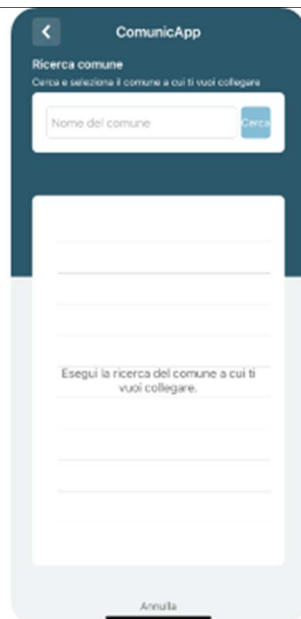 ComunicApp
Ricerca comune
Cerca e seleziona il comune a cui ti vuoi collegare
Nome del comune
Cerca
Esegui la ricerca del comune a cui ti
vuoi collegare.
Annulla